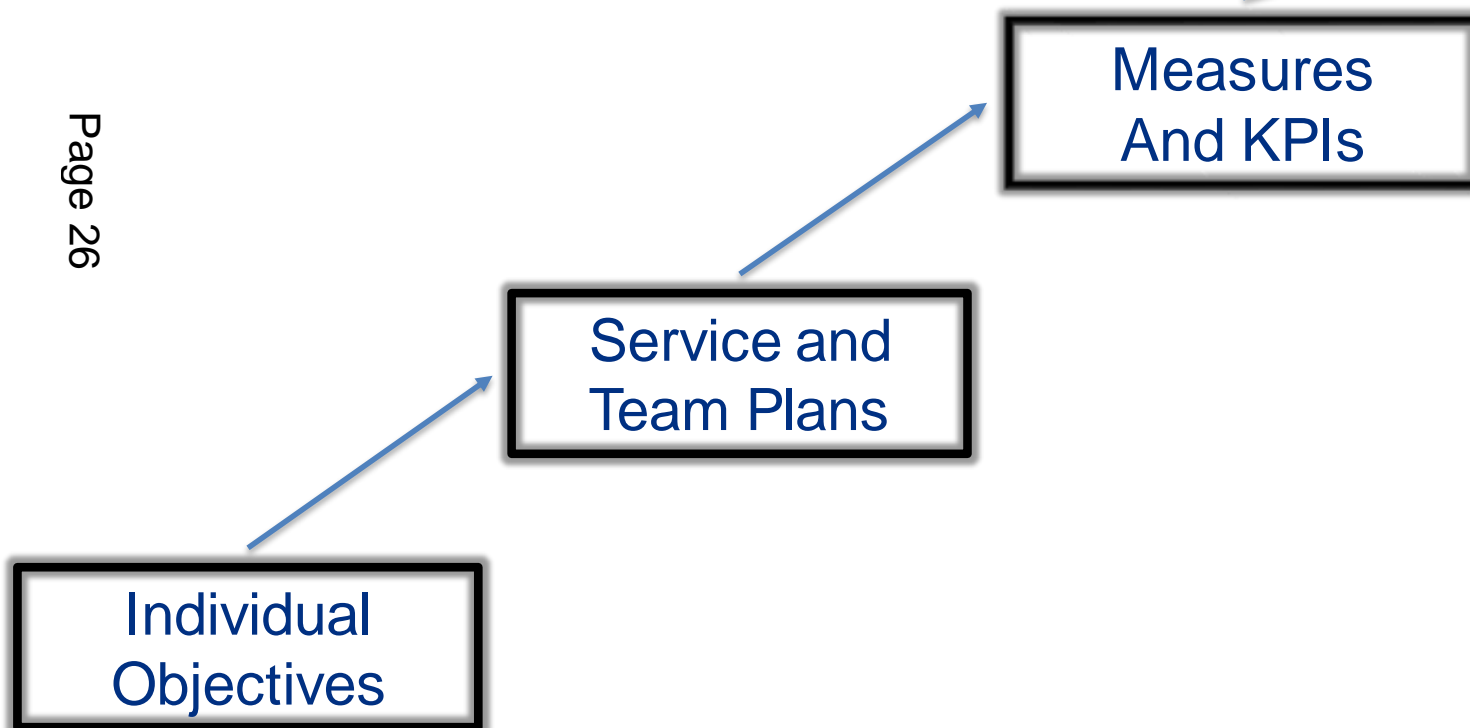 Measures
And KPIs
Page 26
Service and
Team Plans
Individual
Objectives